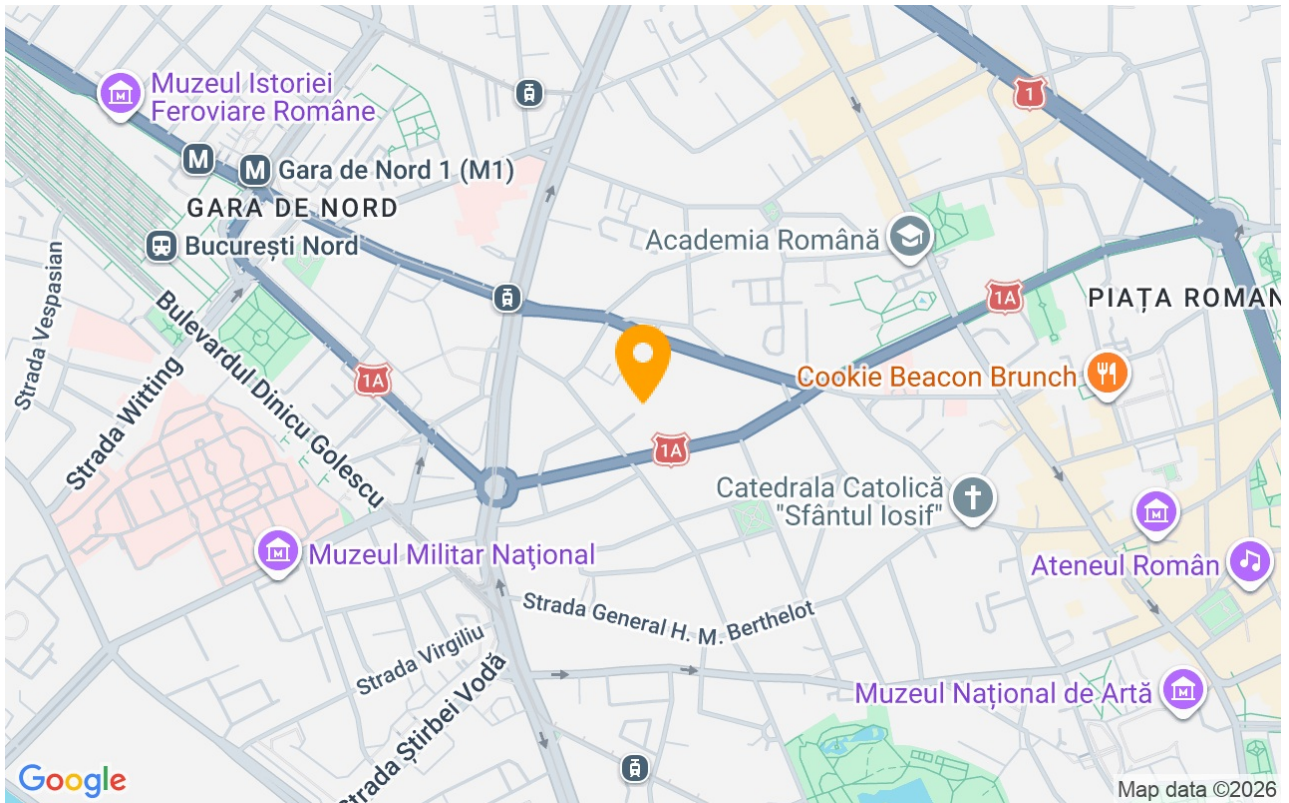 Muzeul Istoriei
Feroviare Române
1
M
M
Gara de Nord 1 (M1)
GARA DE NORD
București Nord
Academia Română
1A
PIAȚA ROMAN
Strada Vespasian
Bulevardul Dinicu Golescu
Strada Witting
1A
Cookie Beacon Brunch
1A
Catedrala Catolică
"Sfântul Iosif"
Muzeul Militar Naţional
Ateneul Român
Strada General H. M. Berthelot
Strada Virgiliu
Strada Știrbei Vodă
Muzeul Național de Artă
Google
Map data ©2026